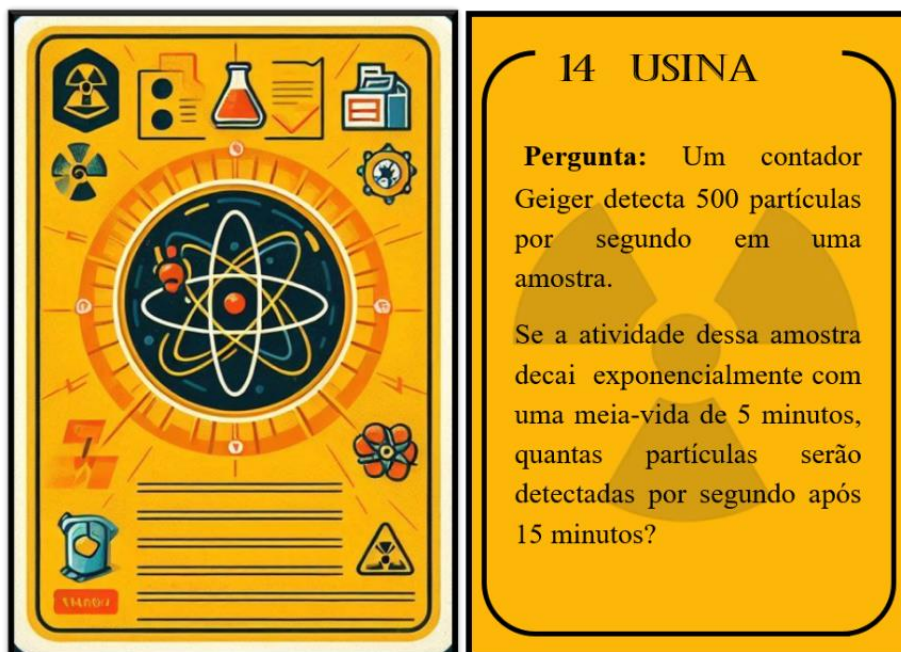 14 USINA
Pergunta: Um contador
Geiger detecta 500 partículas
por segundo em uma
amostra.
Se a atividade dessa amostra
decai exponencialmente com
uma meia-vida de 5 minutos,
quantas partículas serão
detectadas por segundo após
15 minutos?